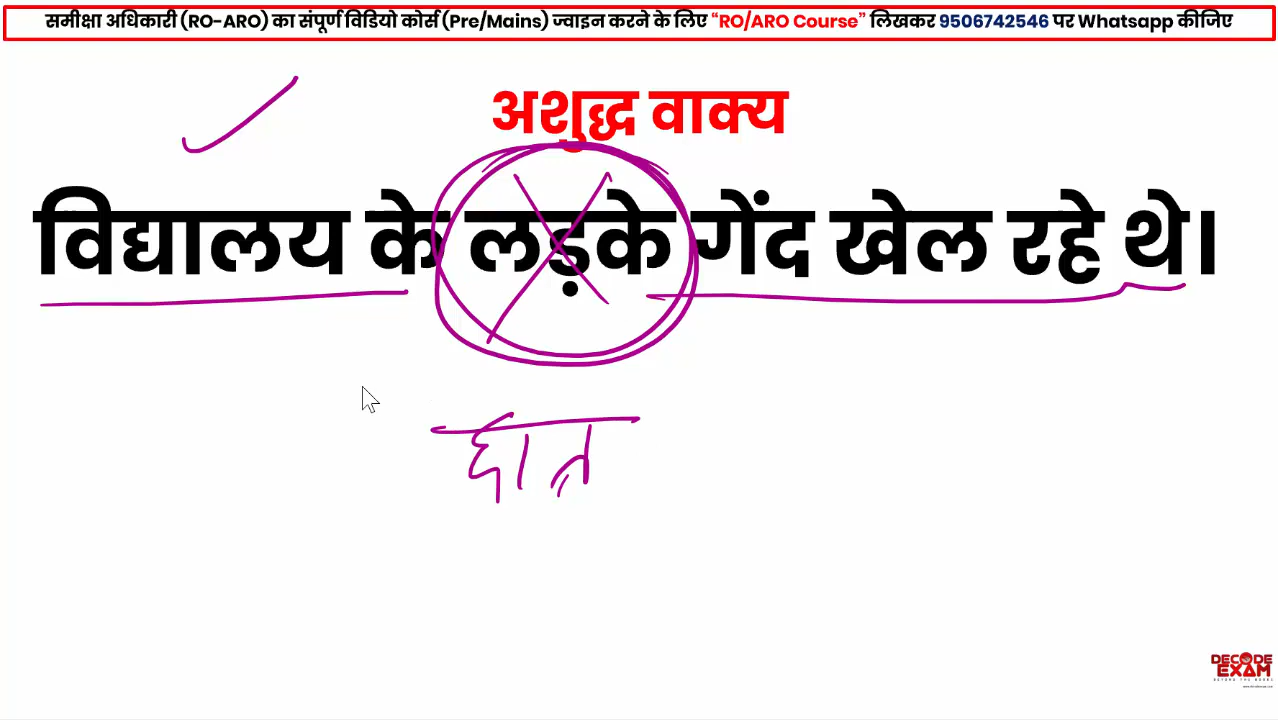 समीक्षा अधिकारी (RO-ARO) का संपूर्ण विडियो कोर्स (Pre/Mains) ज्वाइन करने के लिए “RO/ARO Course” लिखकर 9506742546 पर Whatsapp कीजिए
अशुद्ध वाक्य
विद्यालय के लड़के गेंद खेल रहे थे।
छात्र
DECODE
EXAM